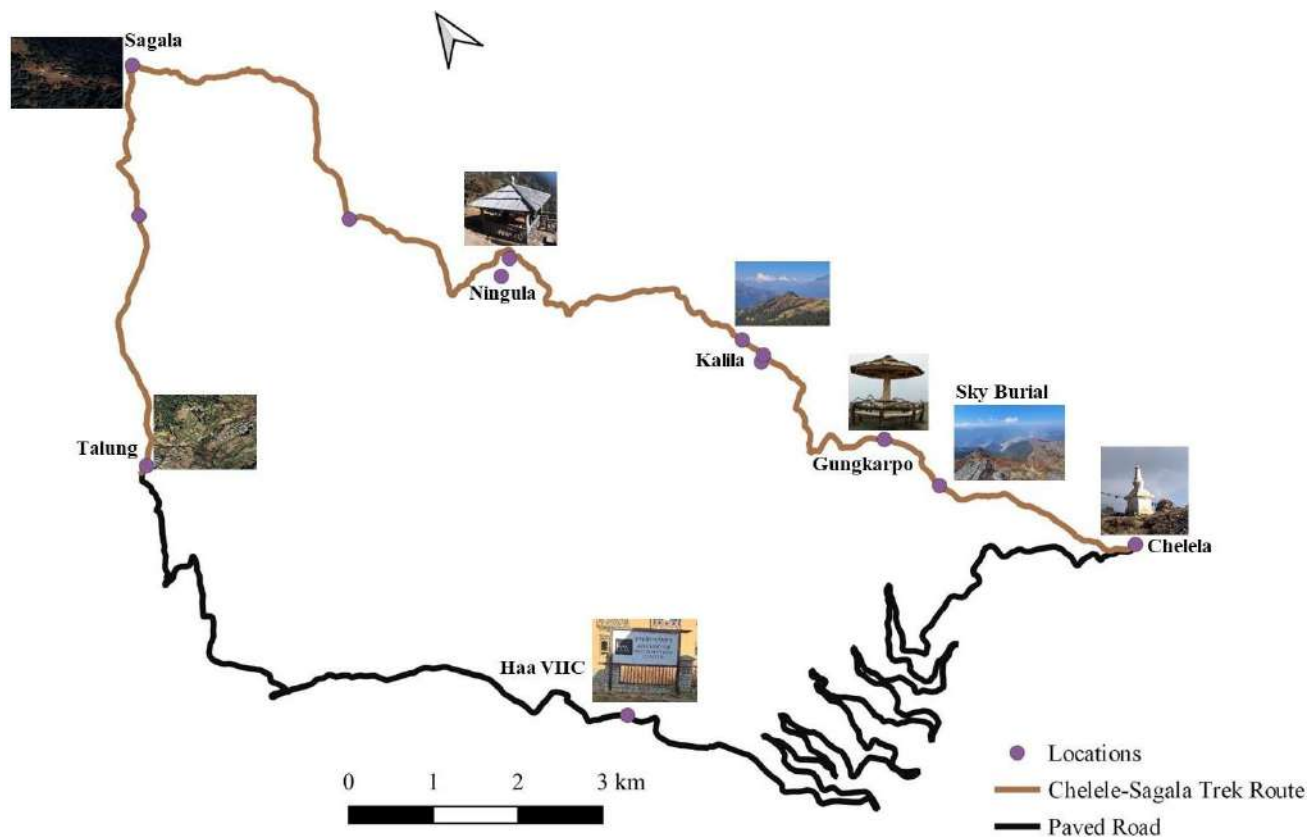 Sagala
Ningula
Kalila
Sky Burial
Gungkarpo
Talung
Chelela
Haa VIIC
0 1 2 3 km
Locations
Chelele-Sagala Trek Route
Paved Road